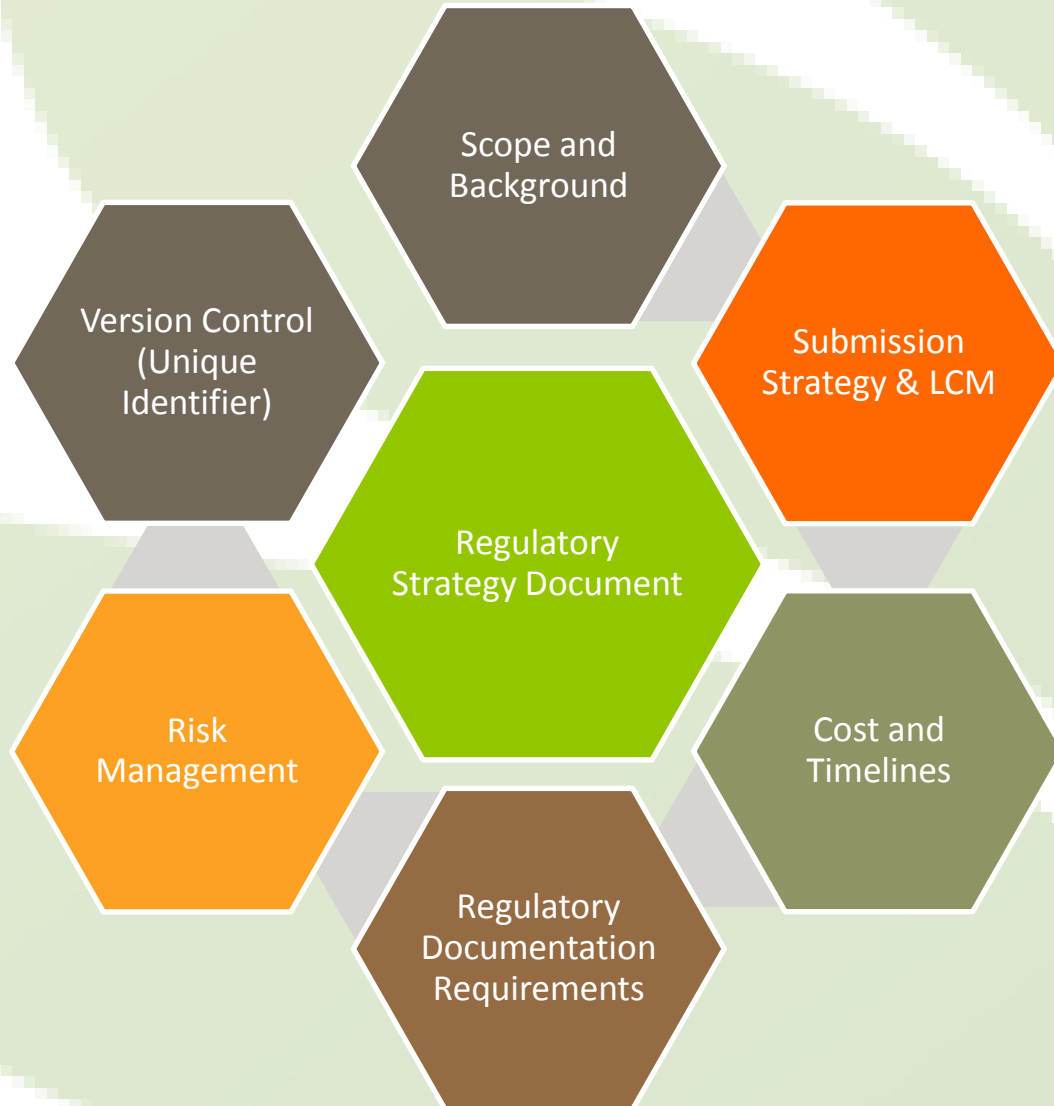 Scope and
Background
Submission
Strategy & LCM
Cost and
Timelines
Regulatory
Documentation
Requirements
Risk
Management
Version Control
(Unique
Identifier)
Regulatory
Strategy Document